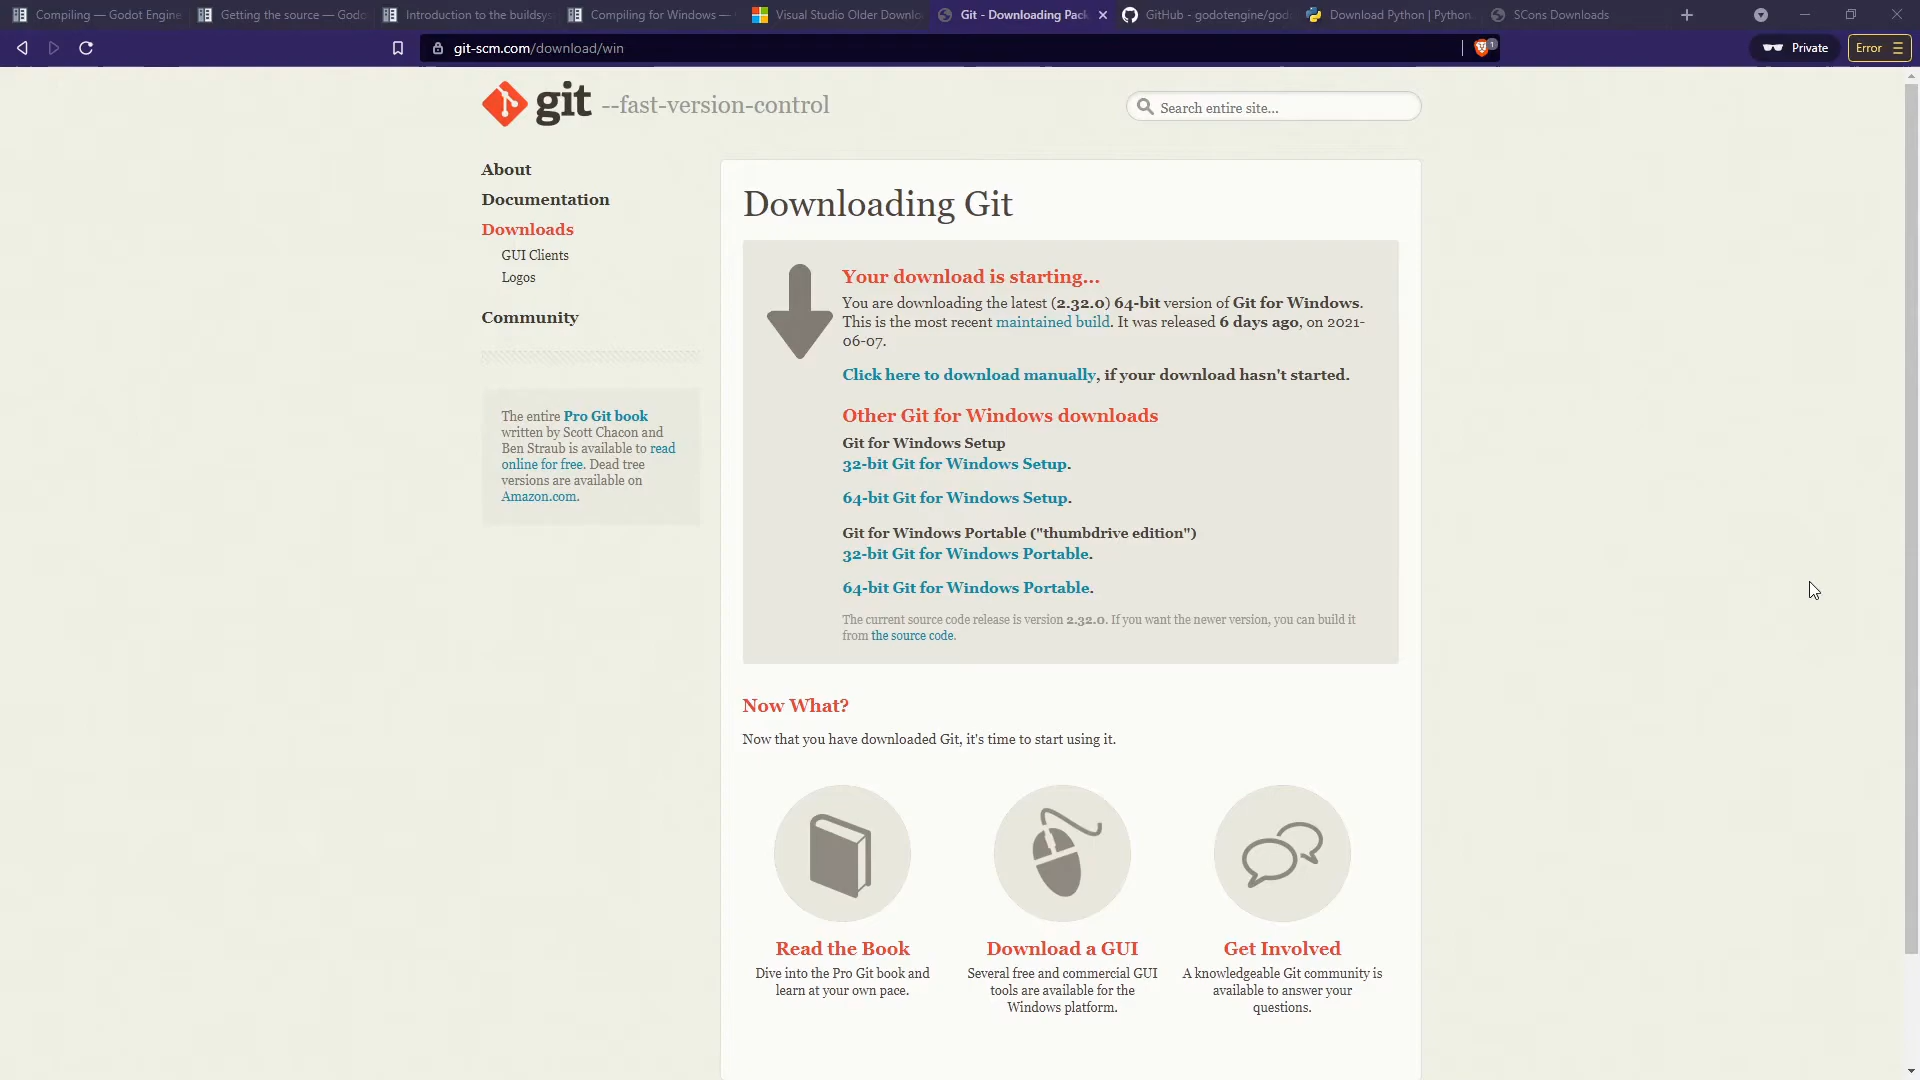 Compiling — Godot Engine
Getting the source — Godo
Introduction to the buildsys
Compiling for Windows —
Visual Studio Older Downlo
Git - Downloading Pack
GitHub - godotengine/god
Download Python | Python.
SCons Downloads
git-scm.com/download/win
1
Private
Error
git --fast-version-control
Search entire site...
About
Documentation
Downloads
GUI Clients
Logos
Community
The entire Pro Git book
written by Scott Chacon and
Ben Straub is available to read
online for free. Dead tree
versions are available on
Amazon.com.
Downloading Git
Your download is starting...
You are downloading the latest (2.32.0) 64-bit version of Git for Windows.
This is the most recent maintained build. It was released 6 days ago, on 2021-
06-07.
Click here to download manually, if your download hasn't started.
Other Git for Windows downloads
Git for Windows Setup
32-bit Git for Windows Setup.
64-bit Git for Windows Setup.
Git for Windows Portable ("thumbdrive edition")
32-bit Git for Windows Portable.
64-bit Git for Windows Portable.
The current source code release is version 2.32.0. If you want the newer version, you can build it
from the source code.
Now What?
Now that you have downloaded Git, it's time to start using it.
Read the Book
Dive into the Pro Git book and
learn at your own pace.
Download a GUI
Several free and commercial GUI
tools are available for the
Windows platform.
Get Involved
A knowledgeable Git community is
available to answer your
questions.